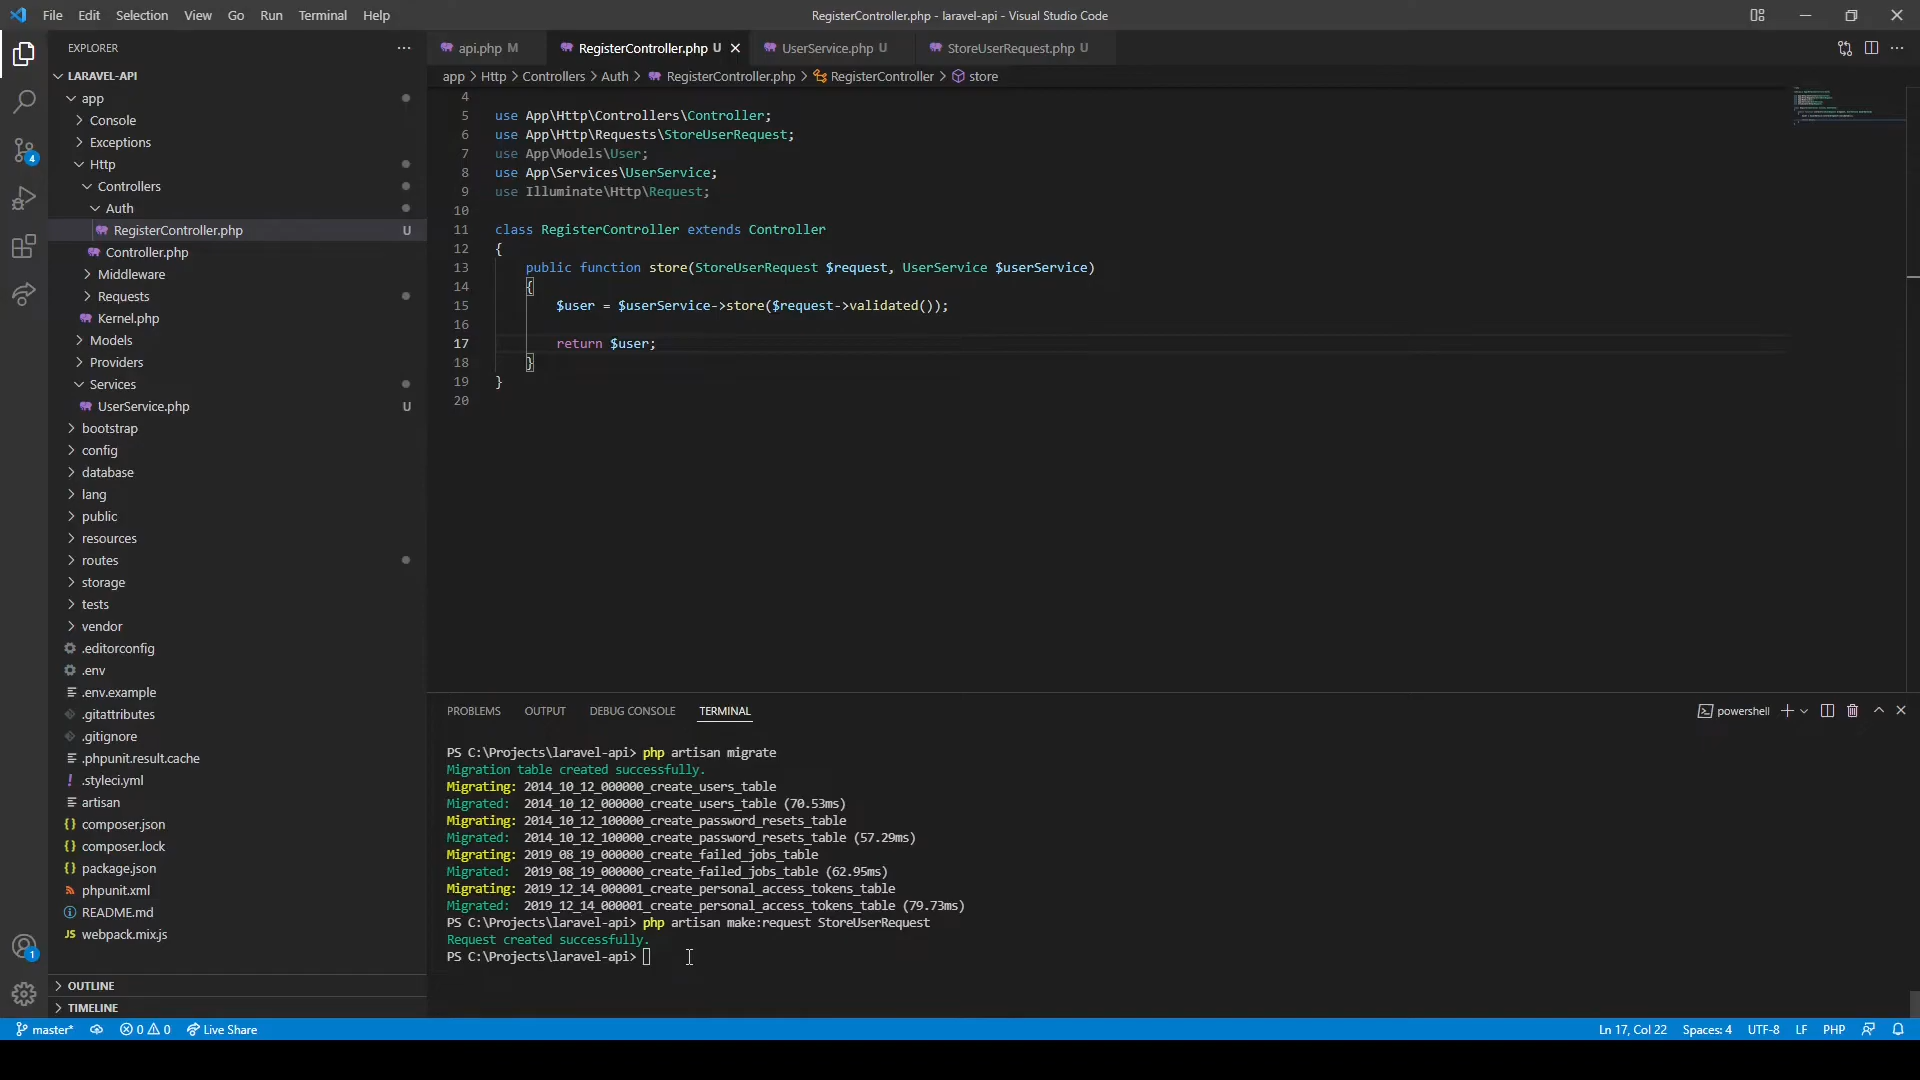 File Edit Selection View Go Run Terminal Help
RegisterController.php - laravel-api - Visual Studio Code
EXPLORER
LARAVEL-API
app
Console
Exceptions
Http
Controllers
Auth
RegisterController.php U
Controller.php
Middleware
Requests
Kernel.php
Models
Providers
Services
UserService.php U
bootstrap
config
database
lang
public
resources
routes
storage
tests
vendor
.editorconfig
.env
.env.example
.gitattributes
.gitignore
.phpunit.result.cache
.styleci.yml
artisan
composer.json
composer.lock
package.json
phpunit.xml
README.md
JS webpack.mix.js
OUTLINE
TIMELINE
4
1
api.php M RegisterController.php U UserService.php U StoreUserRequest.php U
app > Http > Controllers > Auth > RegisterController.php > RegisterController > store
4
5 use App\Http\Controllers\Controller;
6 use App\Http\Requests\StoreUserRequest;
7 use App\Models\User;
8 use App\Services\UserService;
9 use Illuminate\Http\Request;
10
11 class RegisterController extends Controller
12 {
13 public function store(StoreUserRequest $request, UserService $userService)
14 {
15 $user = $userService->store($request->validated());
16
17 return $user;
18 }
19 }
20
PROBLEMS OUTPUT DEBUG CONSOLE TERMINAL
powershell
PS C:\Projects\laravel-api> php artisan migrate
Migration table created successfully.
Migrating: 2014_10_12_000000_create_users_table
Migrated: 2014_10_12_000000_create_users_table (70.53ms)
Migrating: 2014_10_12_100000_create_password_resets_table
Migrated: 2014_10_12_100000_create_password_resets_table (57.29ms)
Migrating: 2019_08_19_000000_create_failed_jobs_table
Migrated: 2019_08_19_000000_create_failed_jobs_table (62.95ms)
Migrating: 2019_12_14_000001_create_personal_access_tokens_table
Migrated: 2019_12_14_000001_create_personal_access_tokens_table (79.73ms)
PS C:\Projects\laravel-api> php artisan make:request StoreUserRequest
Request created successfully.
PS C:\Projects\laravel-api>
master* 0 0 Live Share
Ln 17, Col 22 Spaces: 4 UTF-8 LF PHP